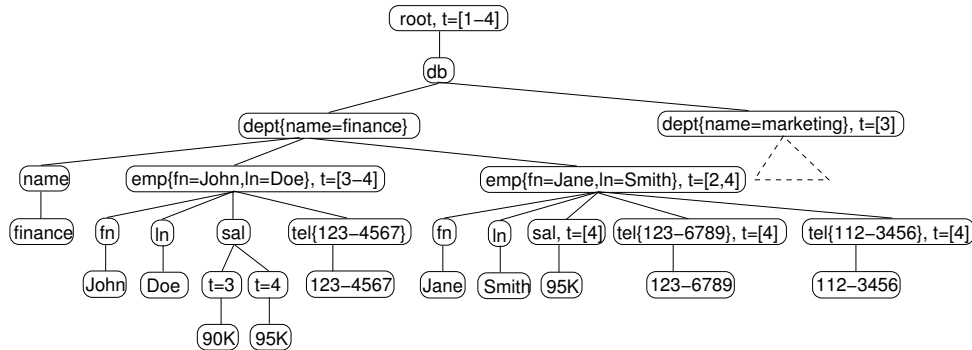 root, t=[1−4]
db
dept{name=finance}
dept{name=marketing}, t=[3]
name
emp{fn=John,ln=Doe}, t=[3−4]
emp{fn=Jane,ln=Smith}, t=[2,4]
finance
fn
ln
sal
tel{123−4567}
fn
ln
sal, t=[4]
tel{123−6789}, t=[4]
tel{112−3456}, t=[4]
John
Doe
t=3
t=4
123−4567
Jane
Smith
95K
123−6789
112−3456
90K
95K